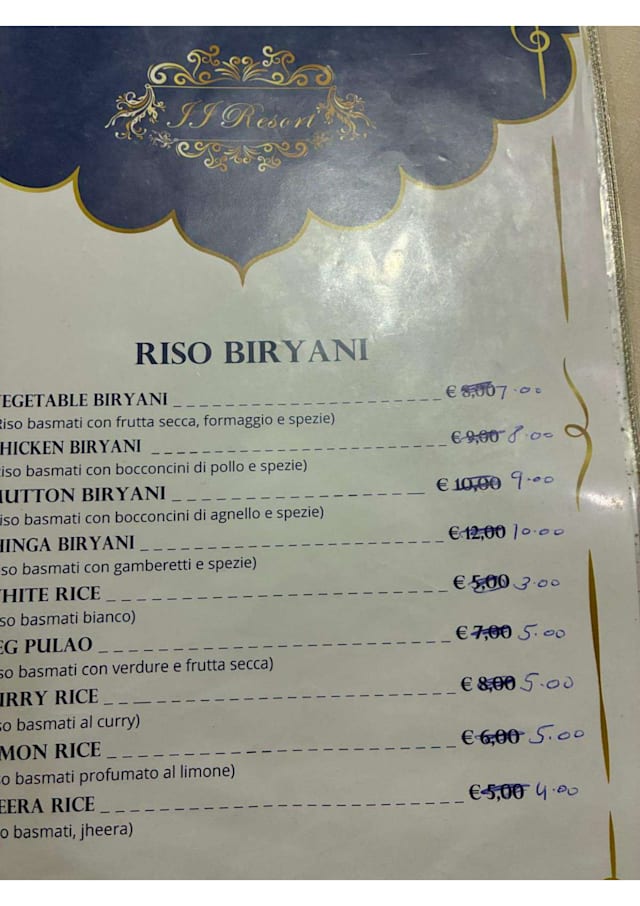 JJ Resort
RISO BIRYANI
EGETABLE BIRYANI € 8,00 7.00
Riso basmati con frutta secca, formaggio e spezie)
HICKEN BIRYANI € 9,00 8.00
iso basmati con bocconcini di pollo e spezie)
MUTTON BIRYANI € 10,00 9.00
iso basmati con bocconcini di agnello e spezie)
HINGA BIRYANI € 12,00 10.00
so basmati con gamberetti e spezie)
HITE RICE € 5,00 3.00
so basmati bianco)
EG PULAO € 7,00 5.00
so basmati con verdure e frutta secca)
URRY RICE € 8,00 5.00
so basmati al curry)
MON RICE € 6,00 5.00
o basmati profumato al limone)
EERA RICE € 5,00 4.00
o basmati, jheera)